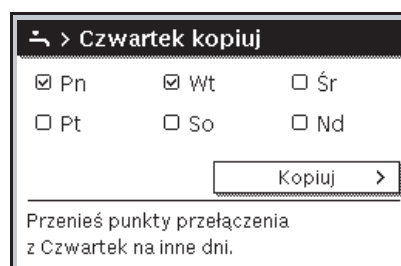 > Czwartek kopiuj
Pn Wt Śr
Pt So Nd
Kopiuj >
Przenieś punkty przełączenia
z Czwartek na inne dni.